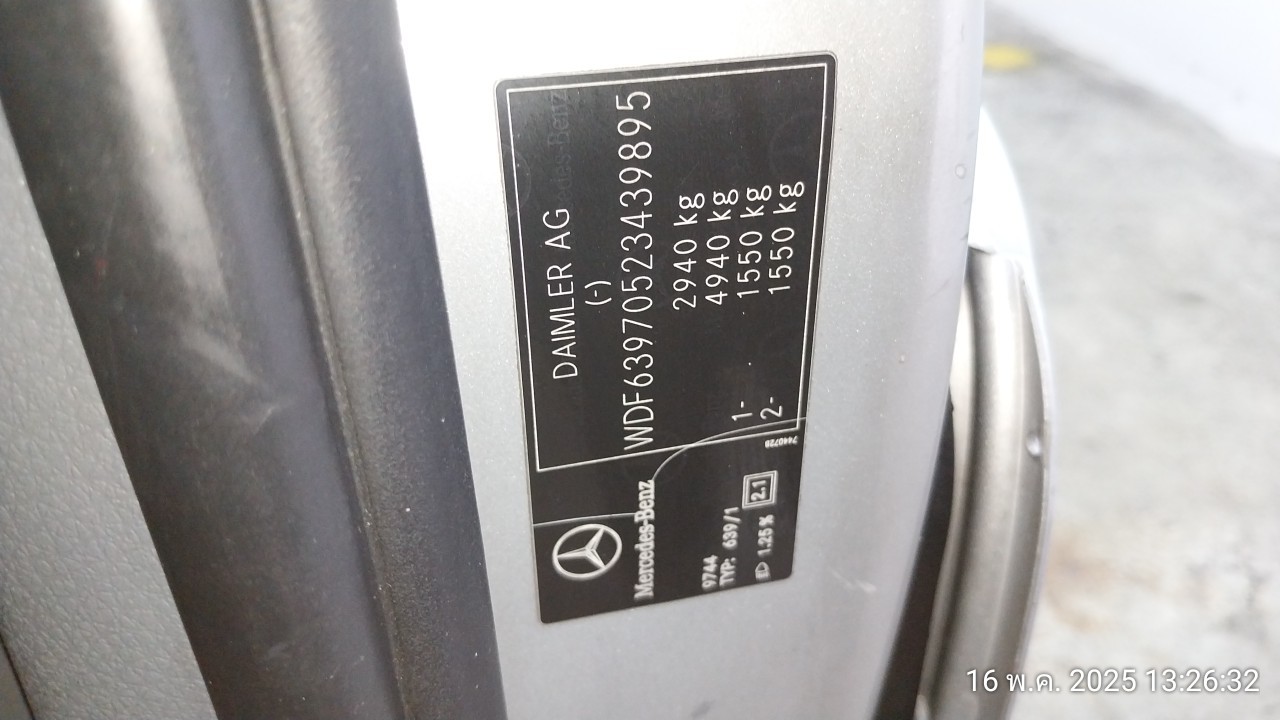 DAIMLER AG
(-)
WDF63970523439895
2940 kg
4940 kg
1- 1550 kg
2- 1550 kg
Mercedes-Benz
9744
TYP: 639/1
1.25% 2.1
7440729
16 พ.ค. 2025 13:26:32